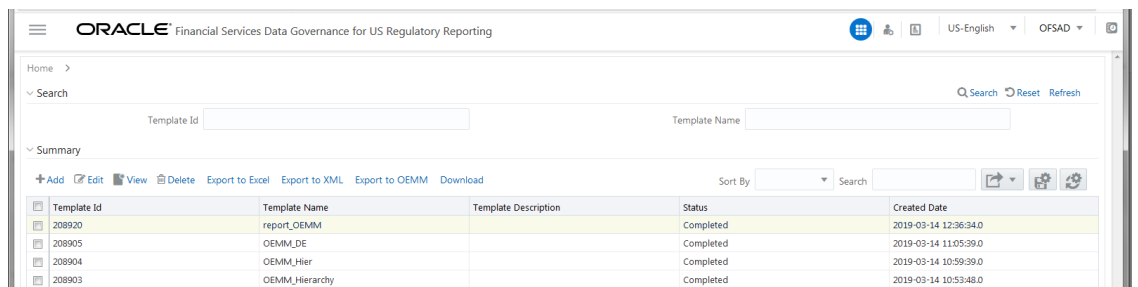 ORACLE® Financial Services Data Governance for US Regulatory Reporting US-English OFSAD
Home >
Search Search Reset Refresh
Template Id Template Name
Summary
Add Edit View Delete Export to Excel Export to XML Export to OEMM Download Sort By Search
Template Id Template Name Template Description Status Created Date
208920 report_OEMM Completed 2019-03-14 12:36:34.0
208905 OEMM_DE Completed 2019-03-14 11:05:39.0
208904 OEMM_Hier Completed 2019-03-14 10:59:39.0
208903 OEMM_Hierarchy Completed 2019-03-14 10:53:48.0